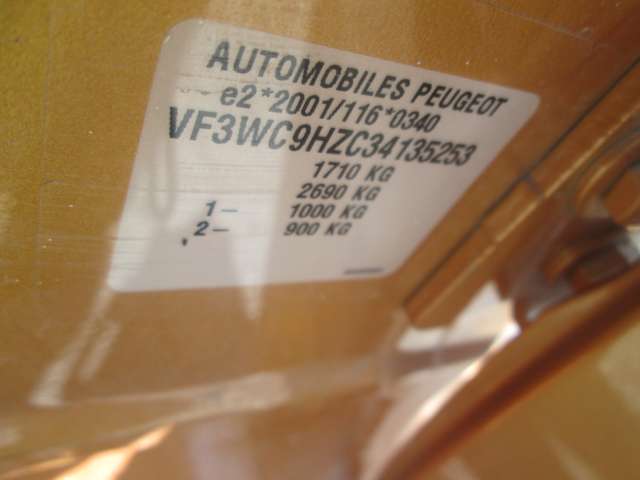 AUTOMOBILES PEUGEOT
e2*2001/116*0340
VF3WC9HZC34135253
1710 KG
2690 KG
1- 1000 KG
2- 900 KG